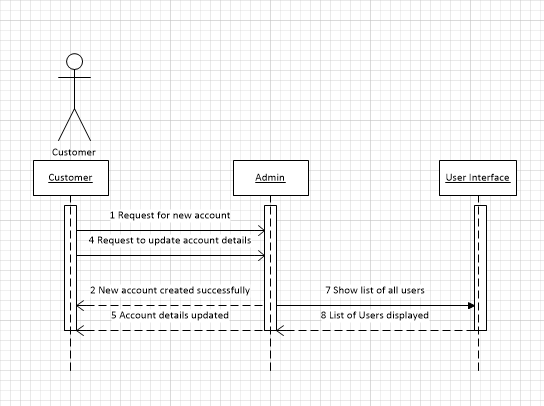 Customer
Customer
Admin
User Interface
1 Request for new account
4 Request to update account details
2 New account created successfully
7 Show list of all users
5 Account details updated
8 List of Users displayed